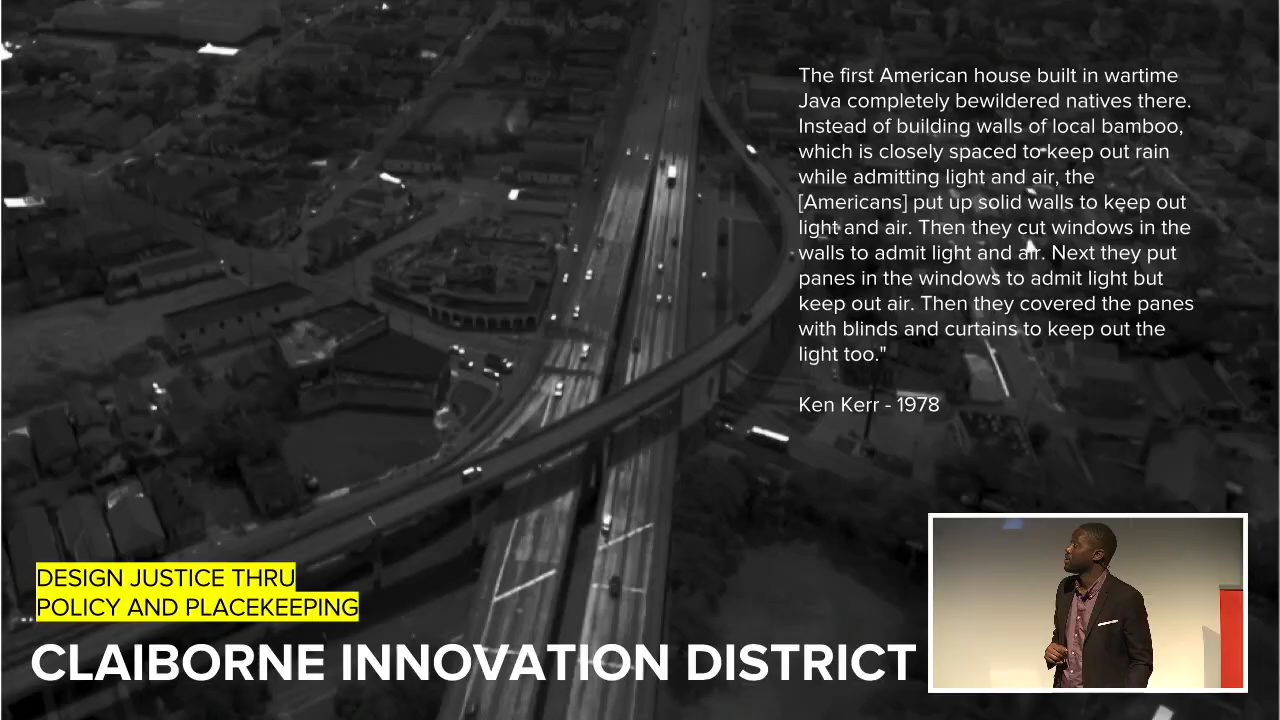 The first American house built in wartime
Java completely bewildered natives there.
Instead of building walls of local bamboo,
which is closely spaced to keep out rain
while admitting light and air, the
[Americans] put up solid walls to keep out
light and air. Then they cut windows in the
walls to admit light and air. Next they put
panes in the windows to admit light but
keep out air. Then they covered the panes
with blinds and curtains to keep out the
light too."
Ken Kerr - 1978
DESIGN JUSTICE THRU
POLICY AND PLACEKEEPING
CLAIBORNE INNOVATION DISTRICT